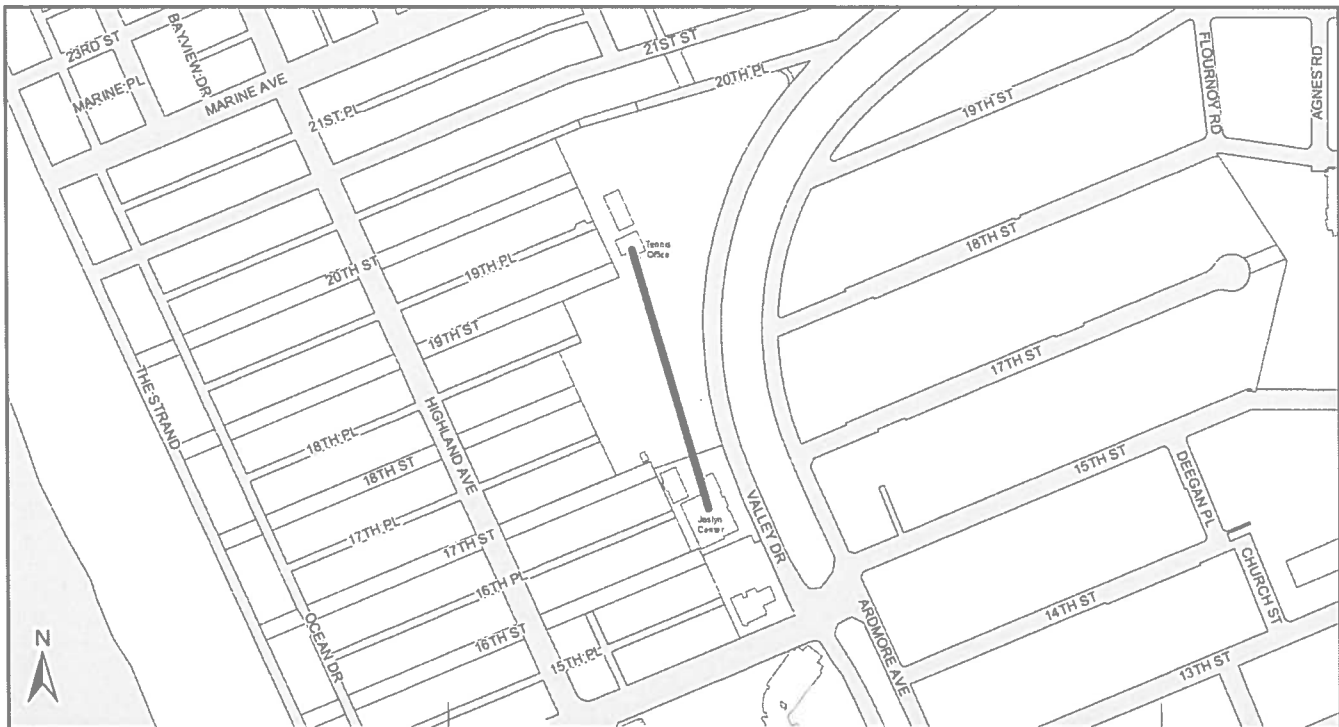 23RD ST
BAYVIEW DR
MARINE PL
MARINE AVE
21ST PL
21ST ST
20TH PL
19TH ST
FLOURNOY RD
AGNES RD
20TH ST
19TH PL
Tennis
Office
18TH ST
19TH ST
17TH ST
THE STRAND
HIGHLAND AVE
18TH PL
18TH ST
15TH ST
DEEGAN PL
17TH PL
17TH ST
Joslyn
Center
VALLEY DR
16TH PL
CHURCH ST
OCEAN DR
16TH ST
ARDMORE AVE
14TH ST
15TH PL
13TH ST
N